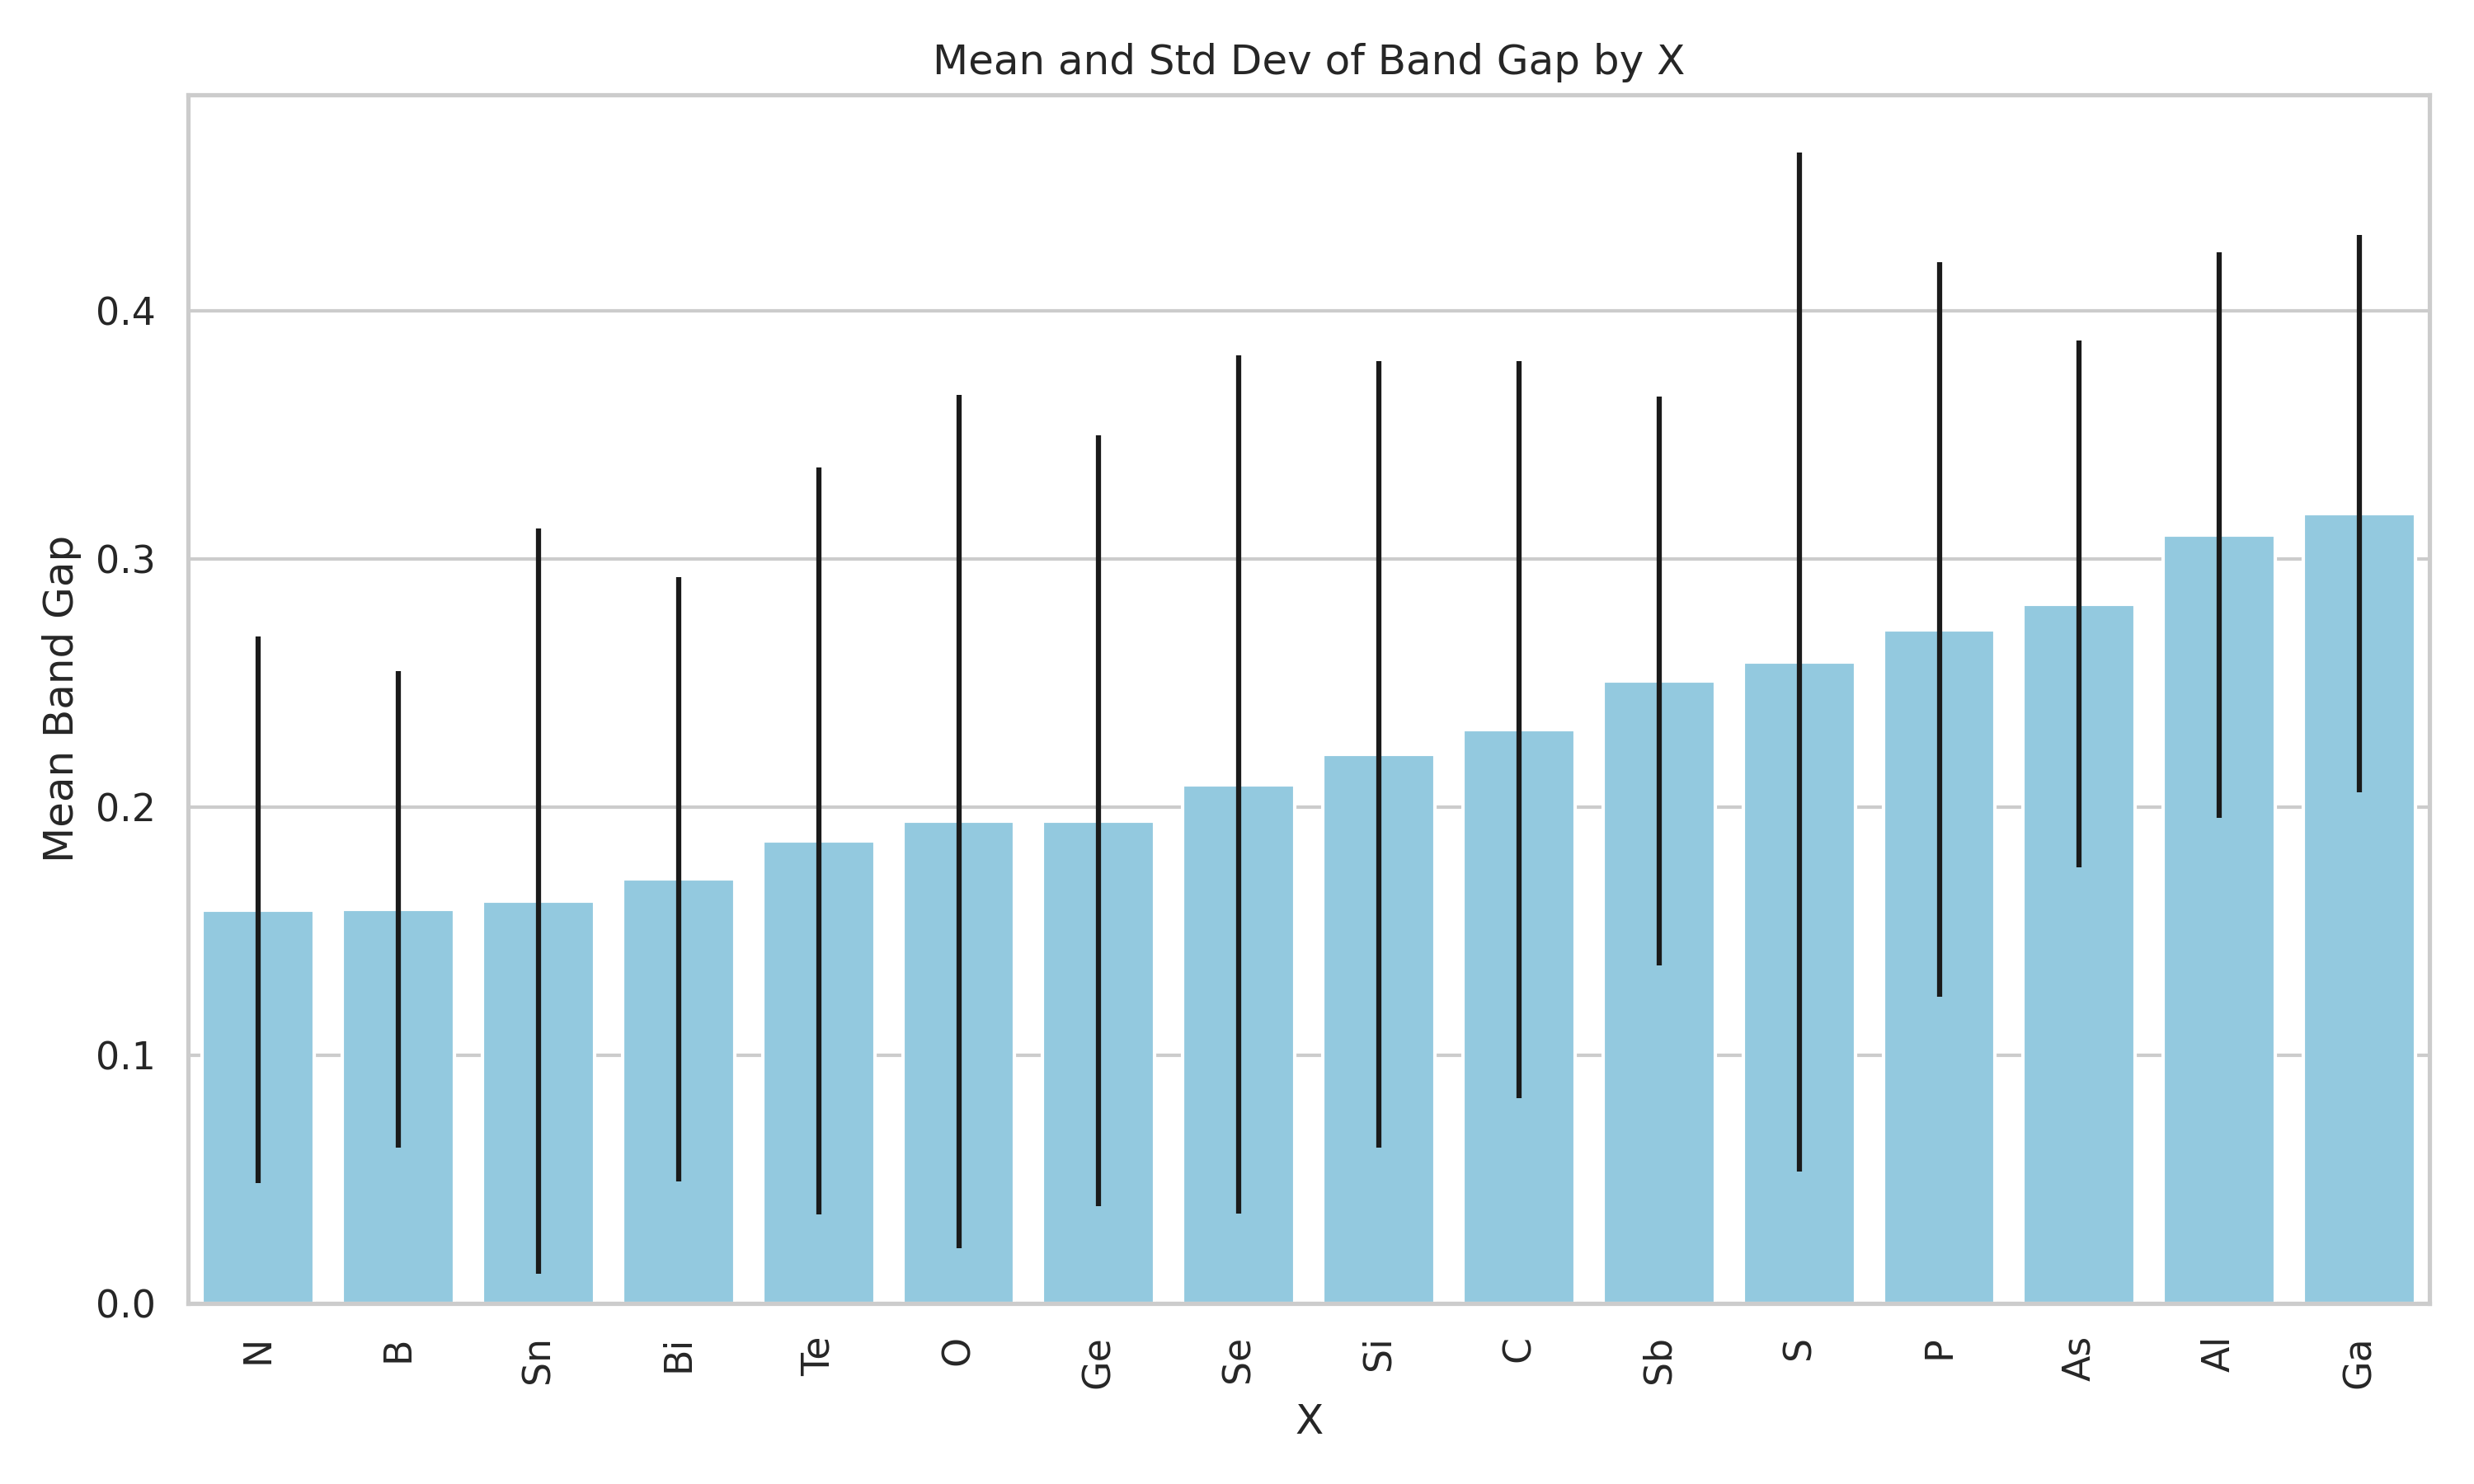 Mean and Std Dev of Band Gap by X
Mean Band Gap
0.4
0.3
0.2
0.1
0.0
N
B
Sn
Bi
Te
O
Ge
Se
Si
C
Sb
S
P
As
Al
Ga
X